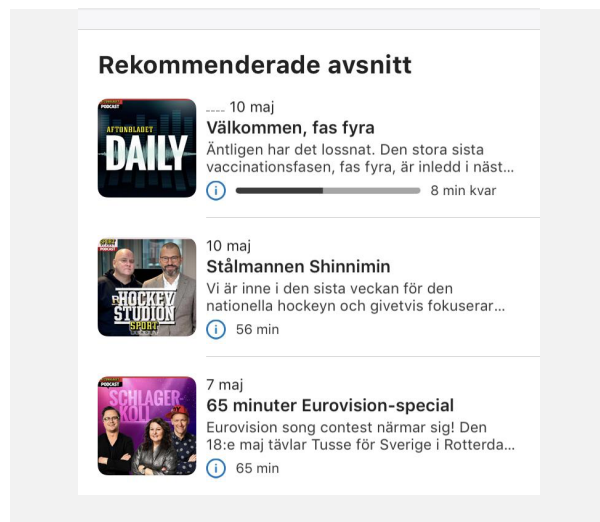 Rekommenderade avsnitt
PODCAST
AFTONBLADET
DAILY
10 maj
Välkommen, fas fyra
Äntligen har det lossnat. Den stora sista
vaccinationsfasen, fas fyra, är inledd i näst...
8 min kvar
SPORT
PODCAST
HOCKEY
STUDION
SPORT
10 maj
Stålmannen Shinnimin
Vi är inne i den sista veckan för den
nationella hockeyn och givetvis fokuserar...
56 min
PODCAST
SCHLAGER
KOLL
7 maj
65 minuter Eurovision-special
Eurovision song contest närmar sig! Den
18:e maj tävlar Tusse för Sverige i Rotterda...
65 min